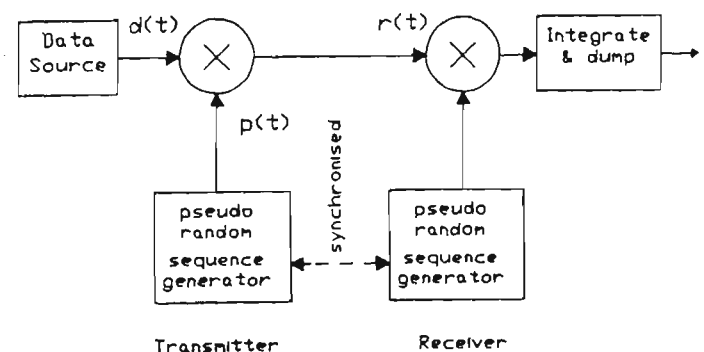 Data
Source
d(t)
r(t)
Integrate
& dump
p(t)
synchronised
pseudo
random
sequence
generator
pseudo
random
sequence
generator
Transmitter
Receiver